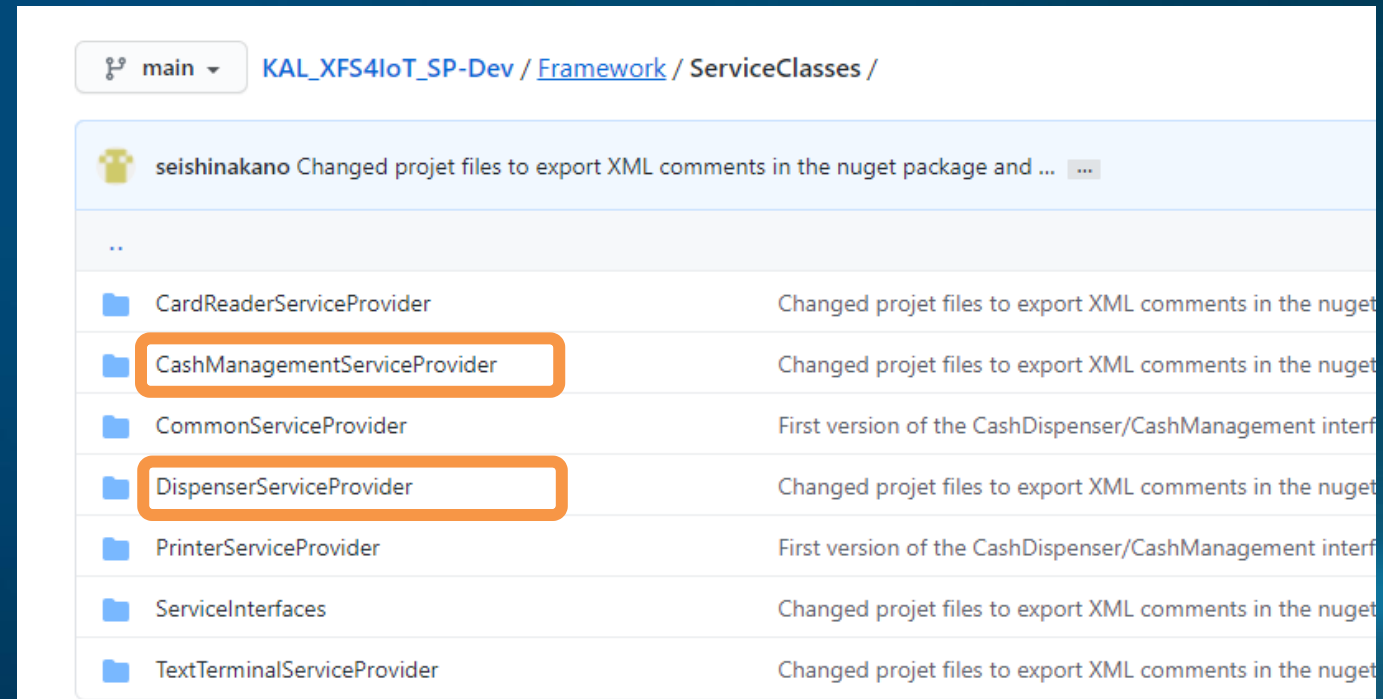 main
KAL_XFS4IoT_SP-Dev / Framework / ServiceClasses /
seishinakano Changed projet files to export XML comments in the nuget package and ... ...
..
CardReaderServiceProvider Changed projet files to export XML comments in the nuget
CashManagementServiceProvider Changed projet files to export XML comments in the nuget
CommonServiceProvider First version of the CashDispenser/CashManagement interf
DispenserServiceProvider Changed projet files to export XML comments in the nuget
PrinterServiceProvider First version of the CashDispenser/CashManagement interf
ServiceInterfaces Changed projet files to export XML comments in the nuget
TextTerminalServiceProvider Changed projet files to export XML comments in the nuget